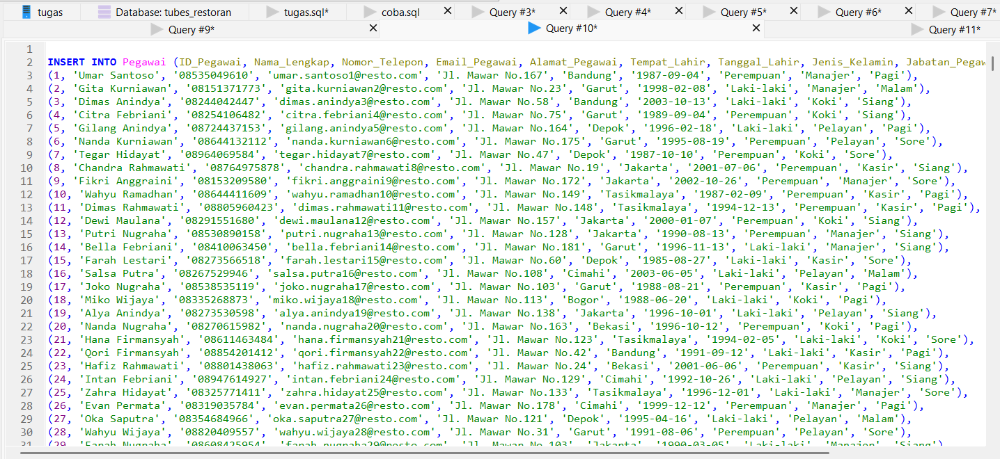 tugas Database: tubes_restoran tugas.sql* coba.sql Query #3* Query #4* Query #5* Query #6* Query #7*
Query #9* Query #10* Query #11*
1
2 INSERT INTO Pegawai (ID_Pegawai, Nama_Lengkap, Nomor_Telepon, Email_Pegawai, Alamat_Pegawai, Tempat_Lahir, Tanggal_Lahir, Jenis_Kelamin, Jabatan_Pegaw
3 (1, 'Umar Santoso', '08535049610', 'umar.santoso1@resto.com', 'Jl. Mawar No.167', 'Bandung', '1987-09-04', 'Perempuan', 'Manajer', 'Pagi'),
4 (2, 'Gita Kurniawan', '08151371773', 'gita.kurniawan2@resto.com', 'Jl. Mawar No.23', 'Garut', '1998-02-08', 'Laki-laki', 'Manajer', 'Malam'),
5 (3, 'Dimas Anindya', '08244042447', 'dimas.anindya3@resto.com', 'Jl. Mawar No.58', 'Bandung', '2003-10-13', 'Laki-laki', 'Koki', 'Siang'),
6 (4, 'Citra Febriani', '08254106482', 'citra.febriani4@resto.com', 'Jl. Mawar No.75', 'Garut', '1989-09-04', 'Perempuan', 'Koki', 'Siang'),
7 (5, 'Gilang Anindya', '08724437153', 'gilang.anindya5@resto.com', 'Jl. Mawar No.164', 'Depok', '1996-02-18', 'Laki-laki', 'Pelayan', 'Pagi'),
8 (6, 'Nanda Kurniawan', '08644132112', 'nanda.kurniawan6@resto.com', 'Jl. Mawar No.175', 'Garut', '1995-08-19', 'Perempuan', 'Pelayan', 'Sore'),
9 (7, 'Tegar Hidayat', '08964069584', 'tegar.hidayat7@resto.com', 'Jl. Mawar No.47', 'Depok', '1987-10-10', 'Perempuan', 'Koki', 'Sore'),
10 (8, 'Chandra Rahmawati', '08764975878', 'chandra.rahmawati8@resto.com', 'Jl. Mawar No.19', 'Jakarta', '2001-07-06', 'Perempuan', 'Kasir', 'Siang'),
11 (9, 'Fikri Anggraini', '08153209580', 'fikri.anggraini9@resto.com', 'Jl. Mawar No.172', 'Jakarta', '2002-10-26', 'Perempuan', 'Manajer', 'Sore'),
12 (10, 'Wahyu Ramadhan', '08644411609', 'wahyu.ramadhan10@resto.com', 'Jl. Mawar No.149', 'Tasikmalaya', '1987-02-09', 'Perempuan', 'Kasir', 'Pagi'),
13 (11, 'Dimas Rahmawati', '08805960423', 'dimas.rahmawati11@resto.com', 'Jl. Mawar No.148', 'Tasikmalaya', '1994-12-13', 'Perempuan', 'Kasir', 'Pagi'),
14 (12, 'Dewi Maulana', '08291551680', 'dewi.maulana12@resto.com', 'Jl. Mawar No.157', 'Jakarta', '2000-01-07', 'Perempuan', 'Koki', 'Siang'),
15 (13, 'Putri Nugraha', '08530890158', 'putri.nugraha13@resto.com', 'Jl. Mawar No.128', 'Jakarta', '1990-08-13', 'Perempuan', 'Manajer', 'Siang'),
16 (14, 'Bella Febriani', '08410063450', 'bella.febriani14@resto.com', 'Jl. Mawar No.181', 'Garut', '1996-11-13', 'Laki-laki', 'Manajer', 'Siang'),
17 (15, 'Farah Lestari', '08273566518', 'farah.lestari15@resto.com', 'Jl. Mawar No.60', 'Depok', '1985-08-27', 'Laki-laki', 'Kasir', 'Sore'),
18 (16, 'Salsa Putra', '08267529946', 'salsa.putra16@resto.com', 'Jl. Mawar No.108', 'Cimahi', '2003-06-05', 'Laki-laki', 'Pelayan', 'Malam'),
19 (17, 'Joko Nugraha', '08538535119', 'joko.nugraha17@resto.com', 'Jl. Mawar No.103', 'Garut', '1988-08-21', 'Perempuan', 'Kasir', 'Pagi'),
20 (18, 'Miko Wijaya', '08335268873', 'miko.wijaya18@resto.com', 'Jl. Mawar No.113', 'Bogor', '1988-06-20', 'Laki-laki', 'Koki', 'Pagi'),
21 (19, 'Alya Anindya', '08273530598', 'alya.anindya19@resto.com', 'Jl. Mawar No.138', 'Jakarta', '1996-10-01', 'Laki-laki', 'Pelayan', 'Siang'),
22 (20, 'Nanda Nugraha', '08270615982', 'nanda.nugraha20@resto.com', 'Jl. Mawar No.163', 'Bekasi', '1996-10-12', 'Perempuan', 'Koki', 'Pagi'),
23 (21, 'Hana Firmansyah', '08611463484', 'hana.firmansyah21@resto.com', 'Jl. Mawar No.123', 'Tasikmalaya', '1994-02-05', 'Laki-laki', 'Koki', 'Sore'),
24 (22, 'Qori Firmansyah', '08854201412', 'qori.firmansyah22@resto.com', 'Jl. Mawar No.42', 'Bandung', '1991-09-12', 'Laki-laki', 'Kasir', 'Pagi'),
25 (23, 'Hafiz Rahmawati', '08801438063', 'hafiz.rahmawati23@resto.com', 'Jl. Mawar No.24', 'Bekasi', '2001-06-06', 'Perempuan', 'Kasir', 'Siang'),
26 (24, 'Intan Febriani', '08947614927', 'intan.febriani24@resto.com', 'Jl. Mawar No.129', 'Cimahi', '1992-10-26', 'Laki-laki', 'Pelayan', 'Siang'),
27 (25, 'Zahra Hidayat', '08325771411', 'zahra.hidayat25@resto.com', 'Jl. Mawar No.133', 'Tasikmalaya', '1996-12-01', 'Laki-laki', 'Manajer', 'Sore'),
28 (26, 'Evan Permata', '08319035784', 'evan.permata26@resto.com', 'Jl. Mawar No.178', 'Cimahi', '1999-12-12', 'Perempuan', 'Manajer', 'Pagi'),
29 (27, 'Oka Saputra', '08354684966', 'oka.saputra27@resto.com', 'Jl. Mawar No.121', 'Depok', '1995-04-16', 'Laki-laki', 'Pelayan', 'Malam'),
30 (28, 'Wahyu Wijaya', '08820409557', 'wahyu.wijaya28@resto.com', 'Jl. Mawar No.31', 'Garut', '1991-08-06', 'Perempuan', 'Pelayan', 'Sore'),
31 (29, 'Farah Nugraha', '08608425954', 'farah.nugraha29@resto.com', 'Jl. Mawar No.103', 'Jakarta', '1990-03-05', 'Laki-laki', 'Manajer', 'Siang'),